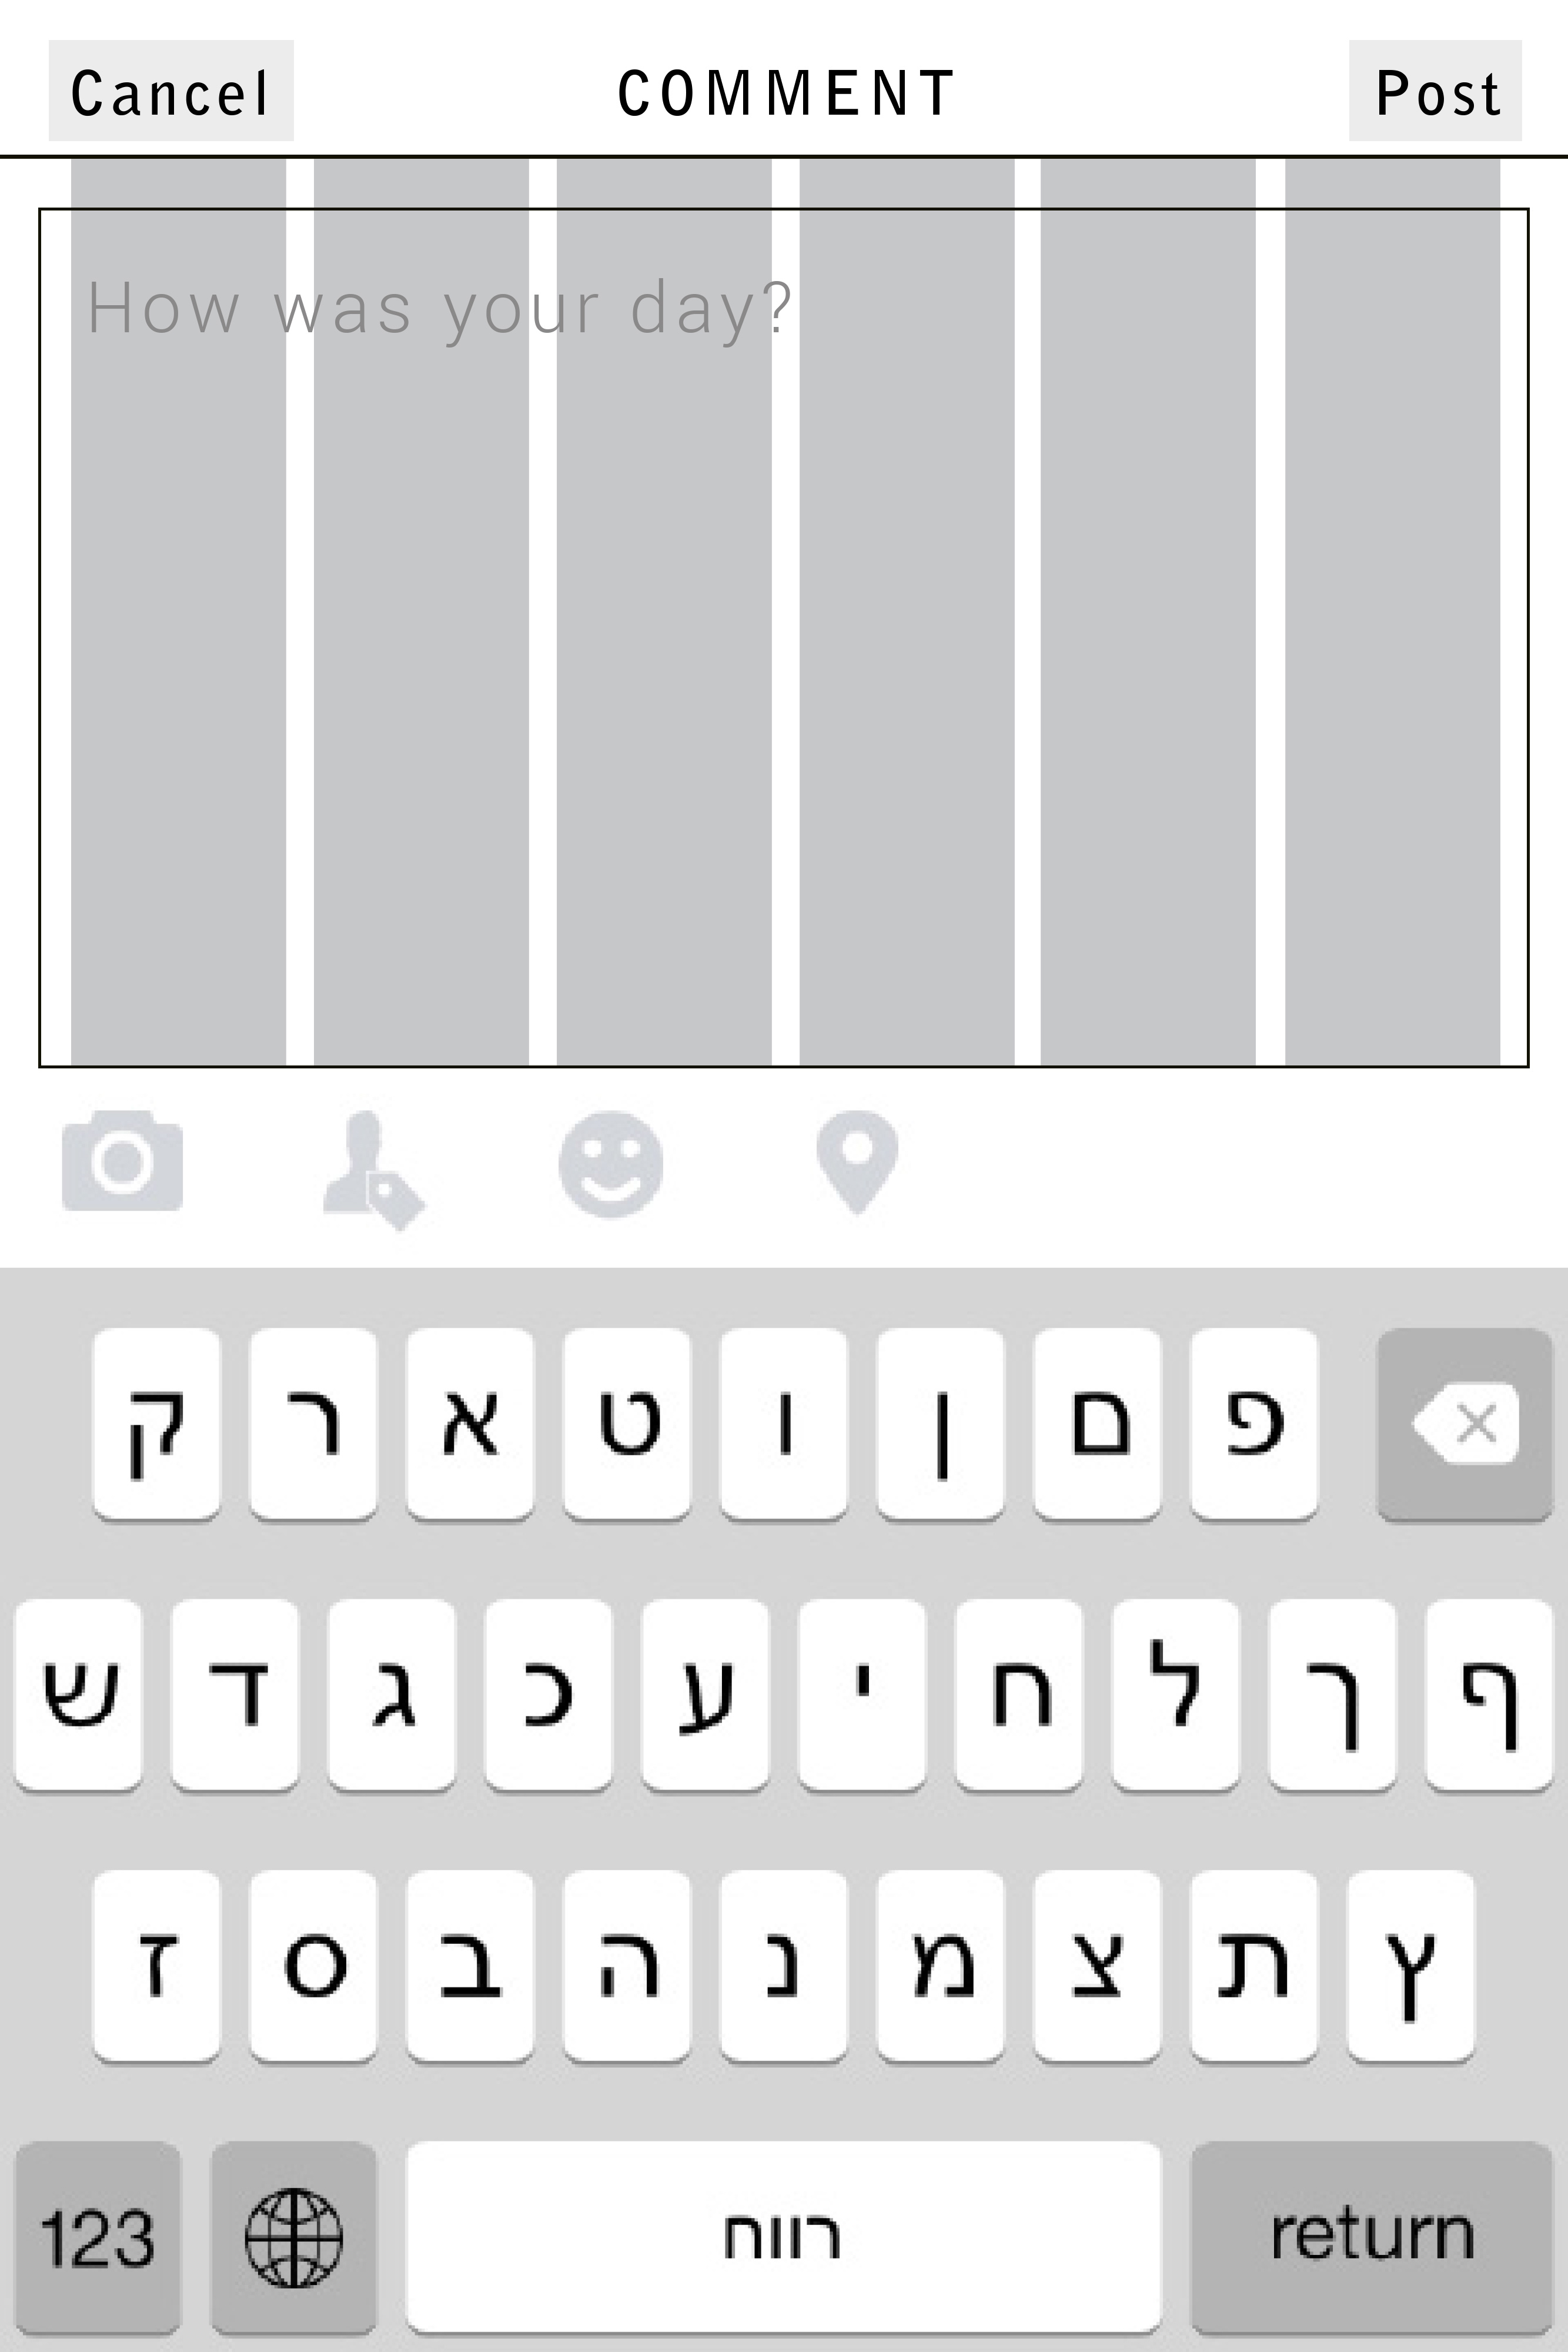 Cancel COMMENT Post
How was your day?
ק ר א ט ו ן ם פ
ש ד ג כ ע י ח ל ך ף
ז ס ב ה נ מ צ ת ץ
123 רווח return